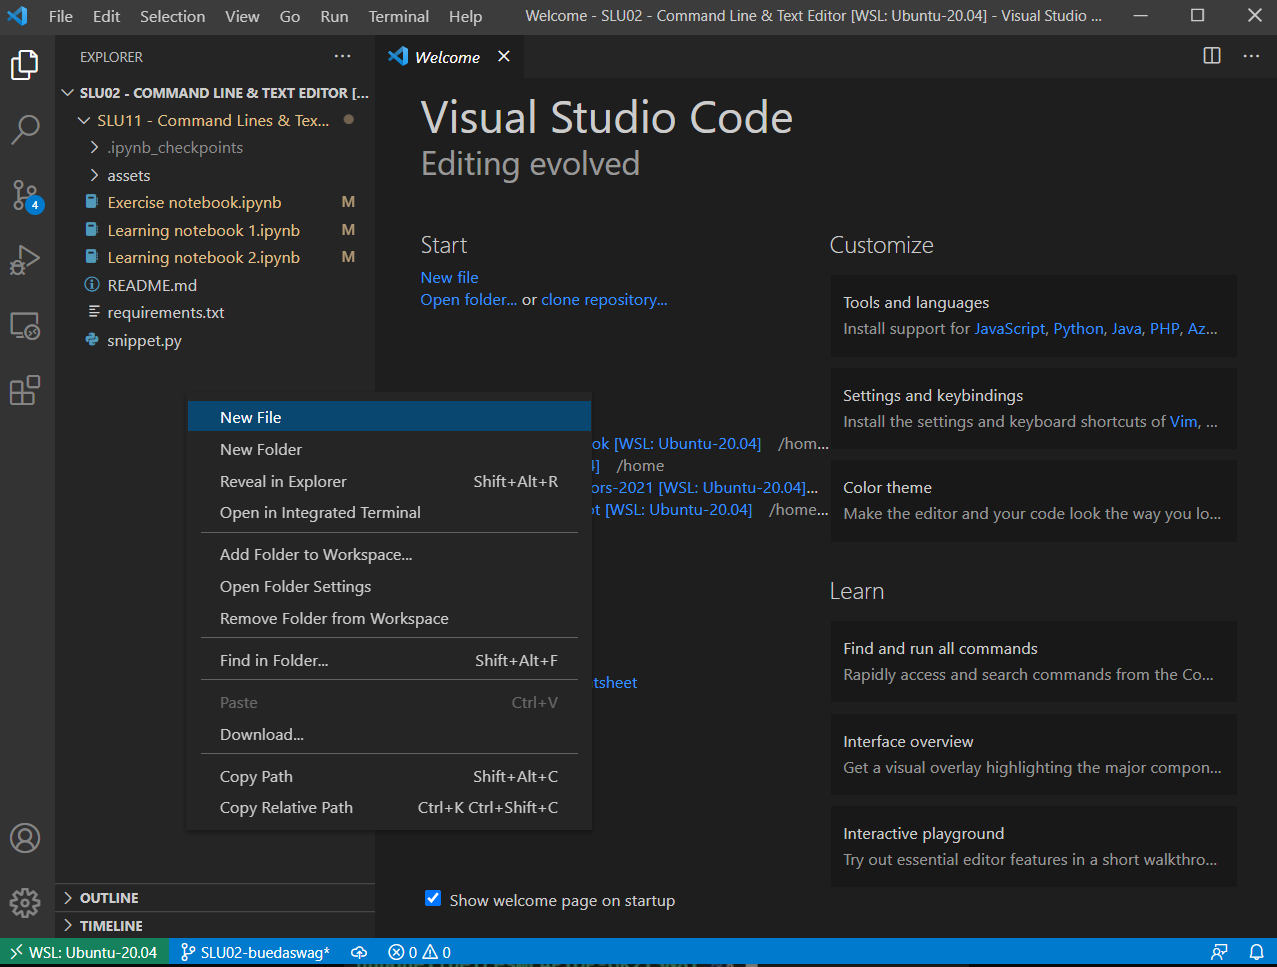 File Edit Selection View Go Run Terminal Help Welcome - SLU02 - Command Line & Text Editor [WSL: Ubuntu-20.04] - Visual Studio ...
EXPLORER ...
SLU02 - COMMAND LINE & TEXT EDITOR [...
SLU11 - Command Lines & Tex...
.ipynb_checkpoints
assets
Exercise notebook.ipynb M
Learning notebook 1.ipynb M
Learning notebook 2.ipynb M
README.md
requirements.txt
snippet.py
4
New File
New Folder
Reveal in Explorer Shift+Alt+R
Open in Integrated Terminal
Add Folder to Workspace...
Open Folder Settings
Remove Folder from Workspace
Find in Folder... Shift+Alt+F
Paste Ctrl+V
Download...
Copy Path Shift+Alt+C
Copy Relative Path Ctrl+K Ctrl+Shift+C
OUTLINE
TIMELINE
Welcome
Visual Studio Code
Editing evolved
Start
New file
Open folder... or clone repository...
ok [WSL: Ubuntu-20.04] /hom...
4] /home
ors-2021 [WSL: Ubuntu-20.04]...
ot [WSL: Ubuntu-20.04] /home...
tsheet
Customize
Tools and languages
Install support for JavaScript, Python, Java, PHP, Az...
Settings and keybindings
Install the settings and keyboard shortcuts of Vim, ...
Color theme
Make the editor and your code look the way you lo...
Learn
Find and run all commands
Rapidly access and search commands from the Co...
Interface overview
Get a visual overlay highlighting the major compon...
Interactive playground
Try out essential editor features in a short walkthro...
Show welcome page on startup
WSL: Ubuntu-20.04 SLU02-buedaswag* 0 0